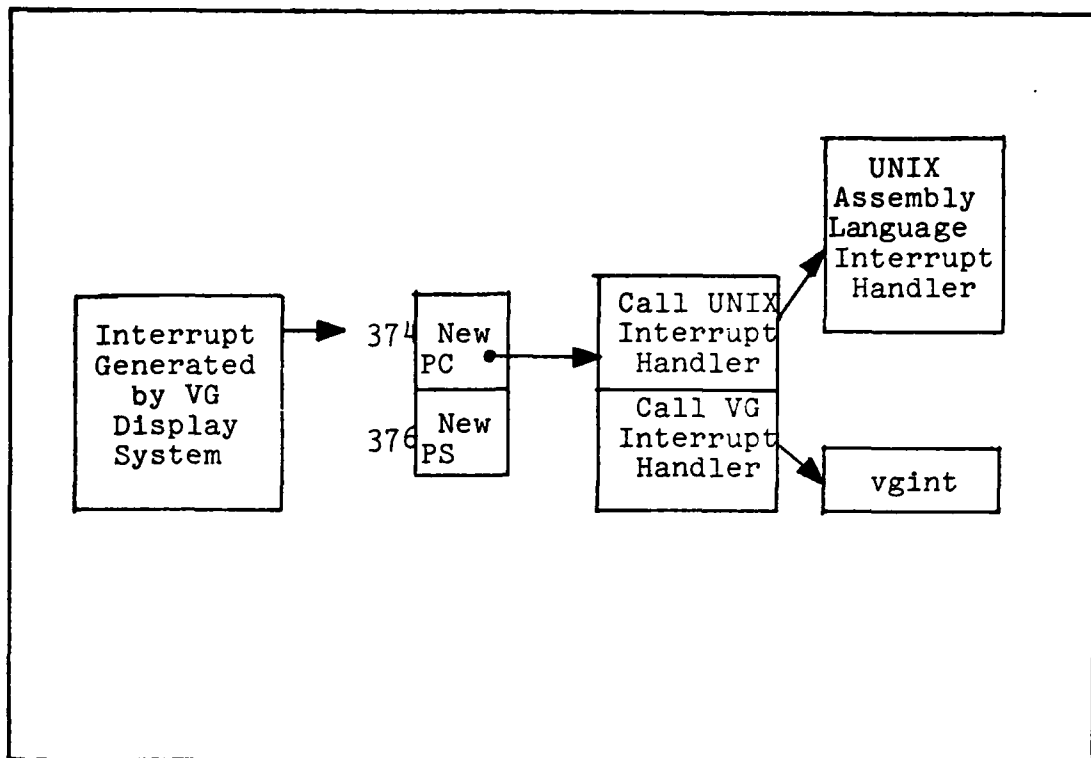 Interrupt
Generated
by VG
Display
System
374
New
PC
376
New
PS
Call UNIX
Interrupt
Handler
Call VG
Interrupt
Handler
UNIX
Assembly
Language
Interrupt
Handler
vgint